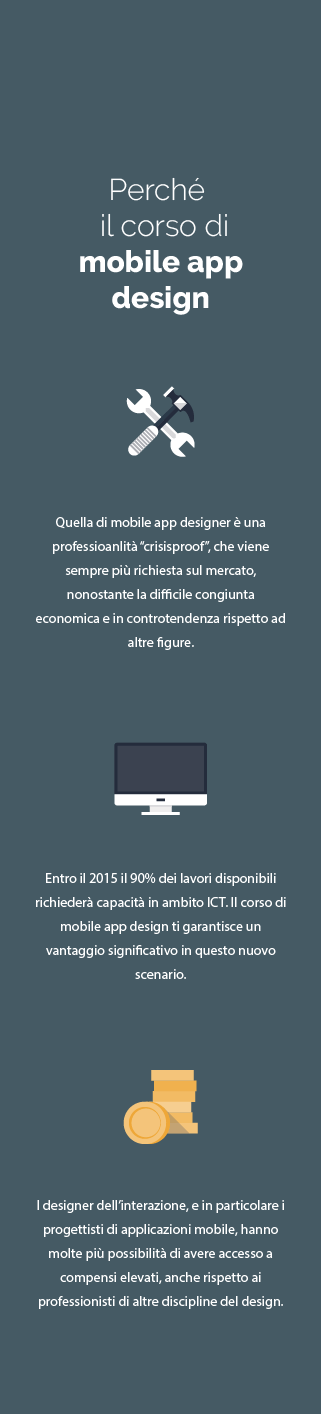 Perché
il corso di
mobile app
design
Quella di mobile app designer è una
professioanlità “crisisproof”, che viene
sempre più richiesta sul mercato,
nonostante la difficile congiunta
economica e in controtendenza rispetto ad
altre figure.
Entro il 2015 il 90% dei lavori disponibili
richiederà capacità in ambito ICT. Il corso di
mobile app design ti garantisce un
vantaggio significativo in questo nuovo
scenario.
I designer dell’interazione, e in particolare i
progettisti di applicazioni mobile, hanno
molte più possibilità di avere accesso a
compensi elevati, anche rispetto ai
professionisti di altre discipline del design.